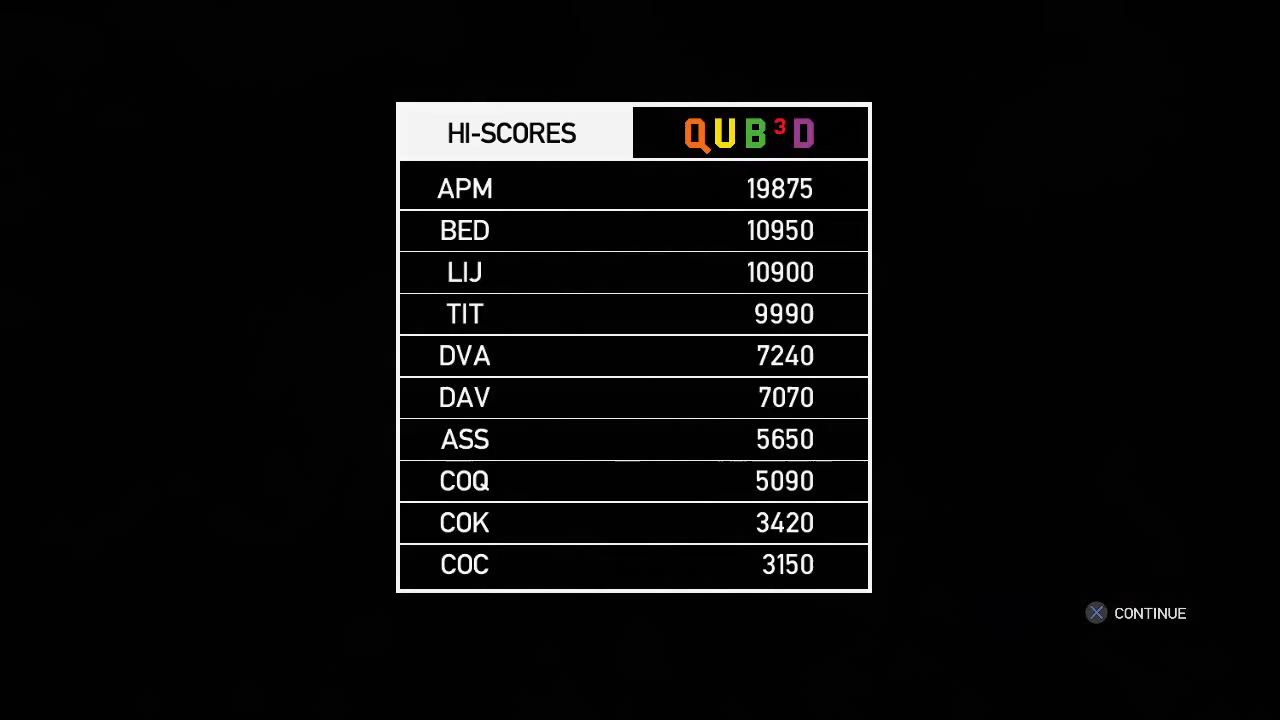 HI-SCORES QUB³D
APM 19875
BED 10950
LIJ 10900
TIT 9990
DVA 7240
DAV 7070
ASS 5650
COQ 5090
COK 3420
COC 3150
CONTINUE